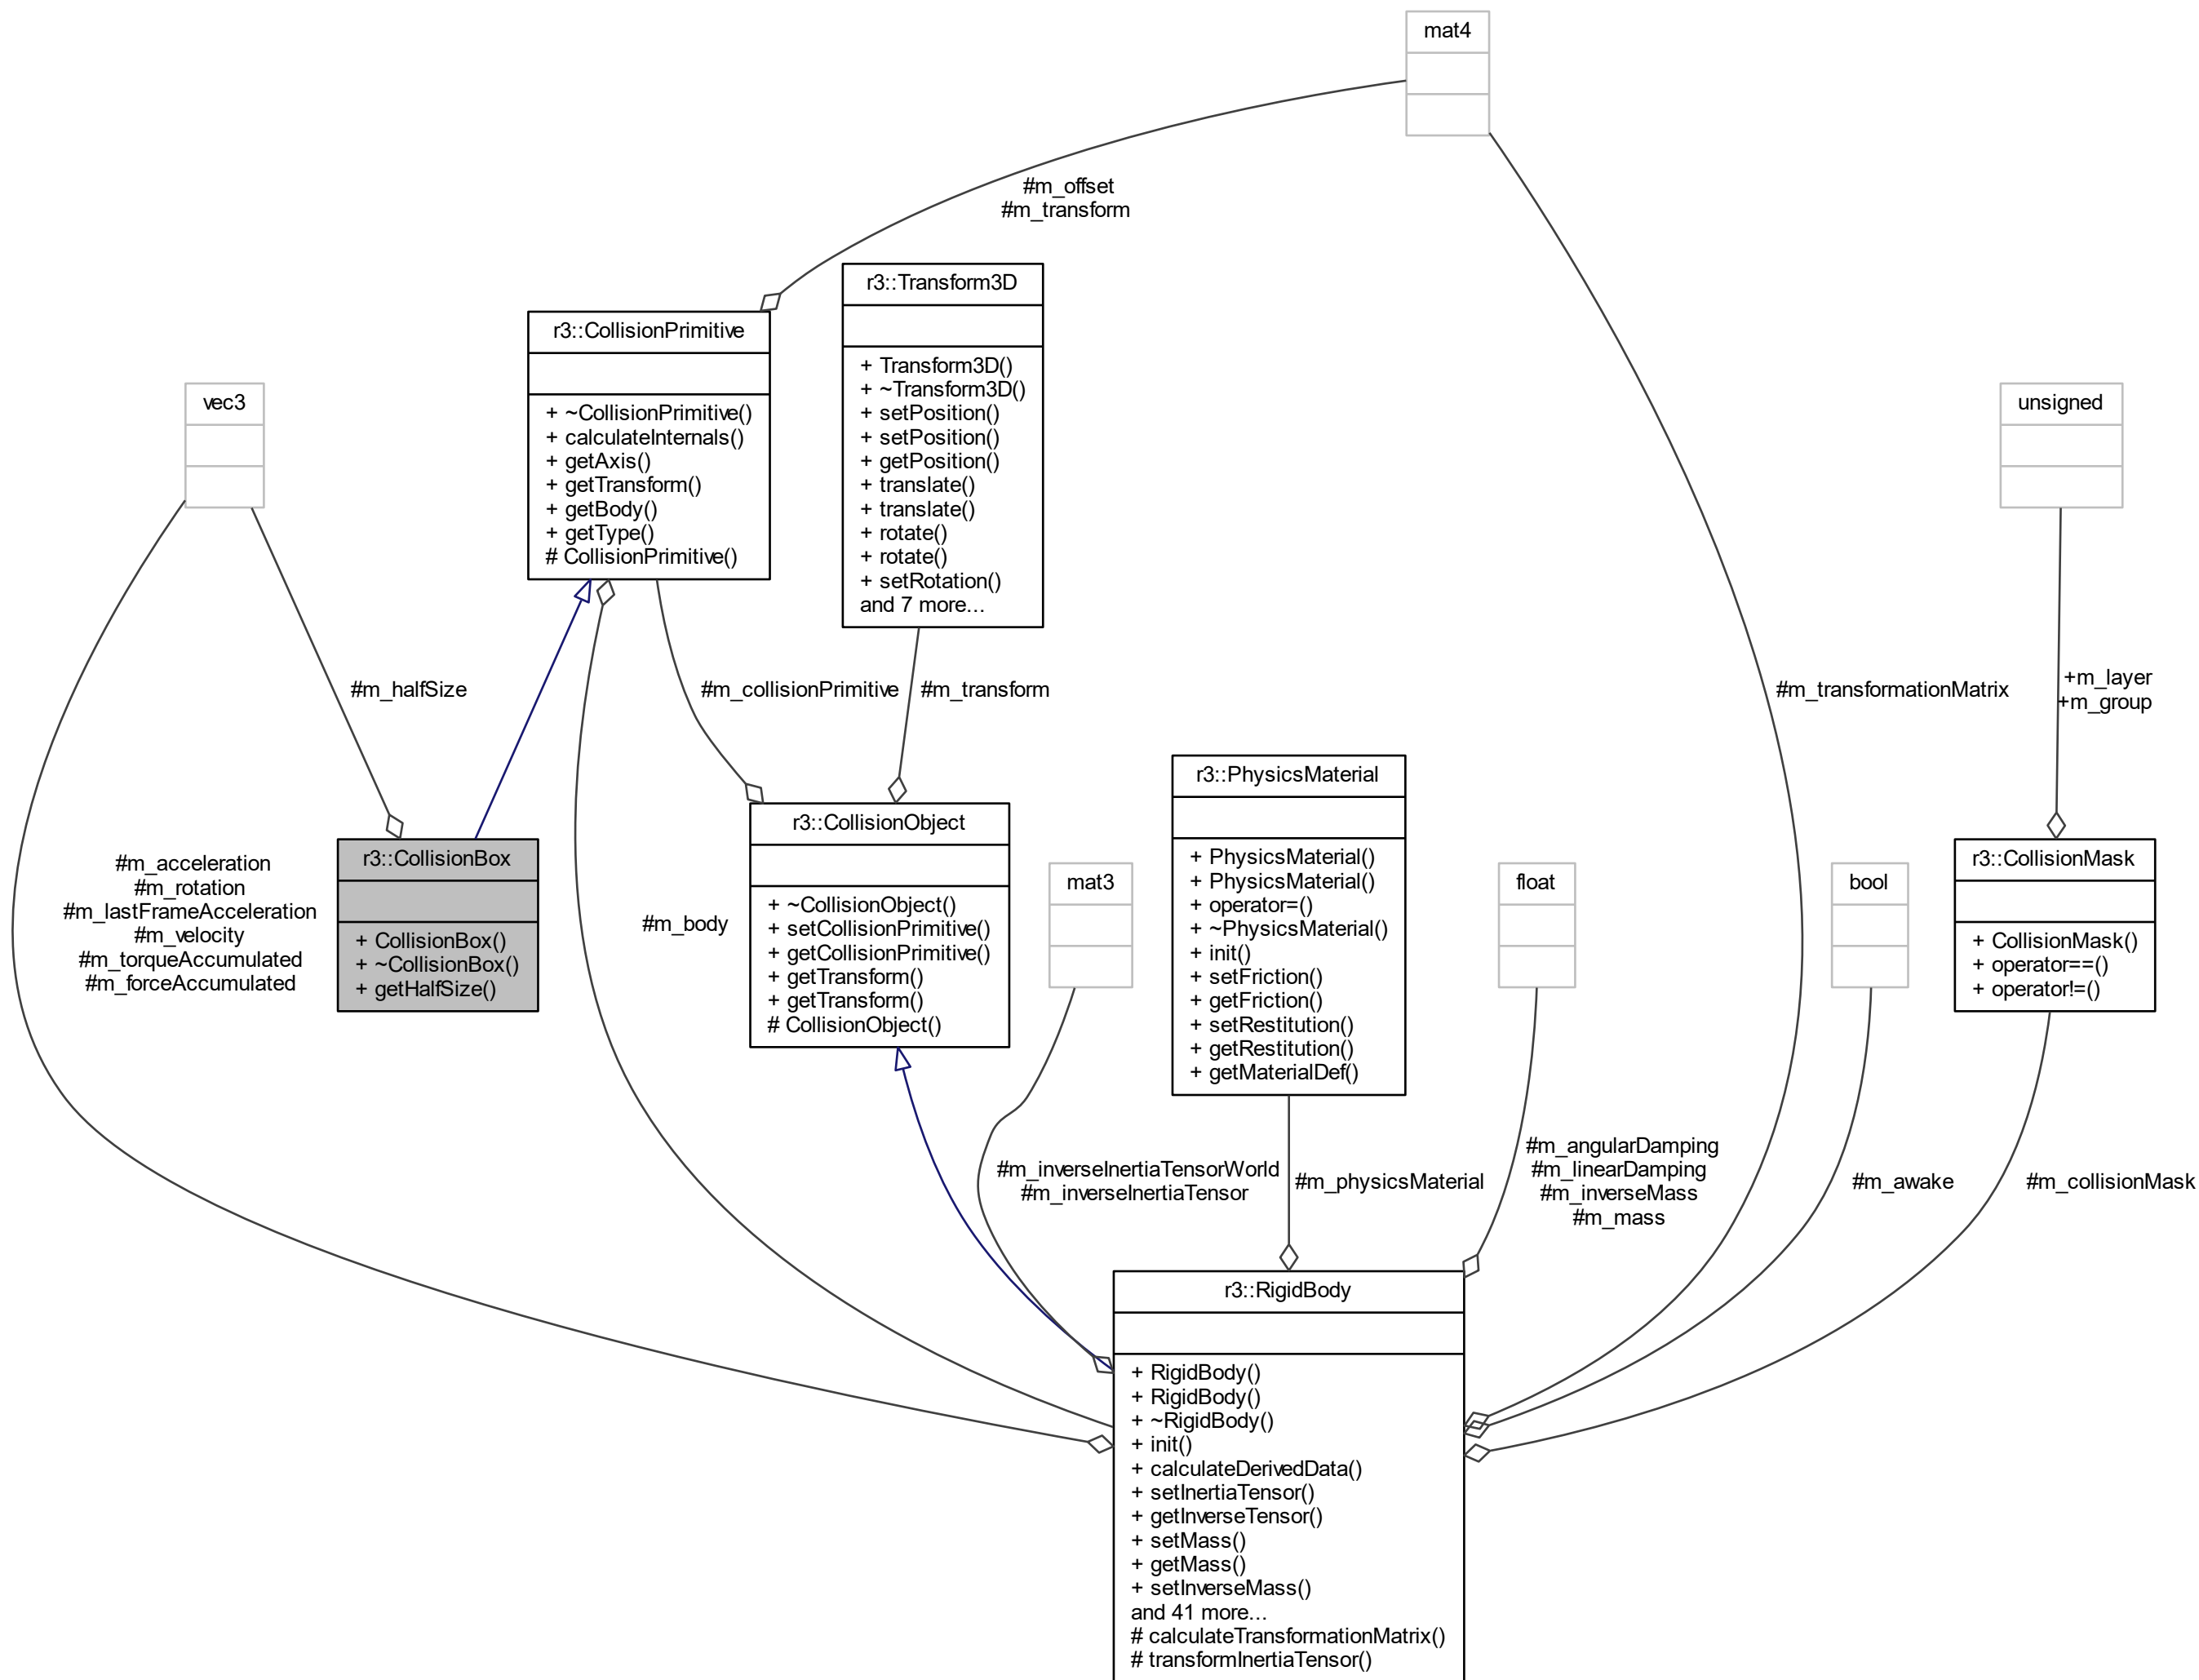 mat4
#m_offset
#m_transform
r3::Transform3D
+ Transform3D()
+ ~Transform3D()
+ setPosition()
+ setPosition()
+ getPosition()
+ translate()
+ translate()
+ rotate()
+ rotate()
+ setRotation()
and 7 more...
r3::CollisionPrimitive
+ ~CollisionPrimitive()
+ calculateInternals()
+ getAxis()
+ getTransform()
+ getBody()
+ getType()
# CollisionPrimitive()
vec3
unsigned
#m_halfSize
#m_collisionPrimitive
#m_transform
#m_transformationMatrix
+m_layer
+m_group
r3::PhysicsMaterial
+ PhysicsMaterial()
+ PhysicsMaterial()
+ operator=()
+ ~PhysicsMaterial()
+ init()
+ setFriction()
+ getFriction()
+ setRestitution()
+ getRestitution()
+ getMaterialDef()
r3::CollisionObject
+ ~CollisionObject()
+ setCollisionPrimitive()
+ getCollisionPrimitive()
+ getTransform()
+ getTransform()
# CollisionObject()
r3::CollisionBox
+ CollisionBox()
+ ~CollisionBox()
+ getHalfSize()
r3::CollisionMask
+ CollisionMask()
+ operator==()
+ operator!=()
#m_acceleration
#m_rotation
#m_lastFrameAcceleration
#m_velocity
#m_torqueAccumulated
#m_forceAccumulated
#m_body
mat3
float
bool
#m_inverseInertiaTensorWorld
#m_inverseInertiaTensor
#m_physicsMaterial
#m_angularDamping
#m_linearDamping
#m_inverseMass
#m_mass
#m_awake
#m_collisionMask
r3::RigidBody
+ RigidBody()
+ RigidBody()
+ ~RigidBody()
+ init()
+ calculateDerivedData()
+ setInertiaTensor()
+ getInverseTensor()
+ setMass()
+ getMass()
+ setInverseMass()
and 41 more...
# calculateTransformationMatrix()
# transformInertiaTensor()